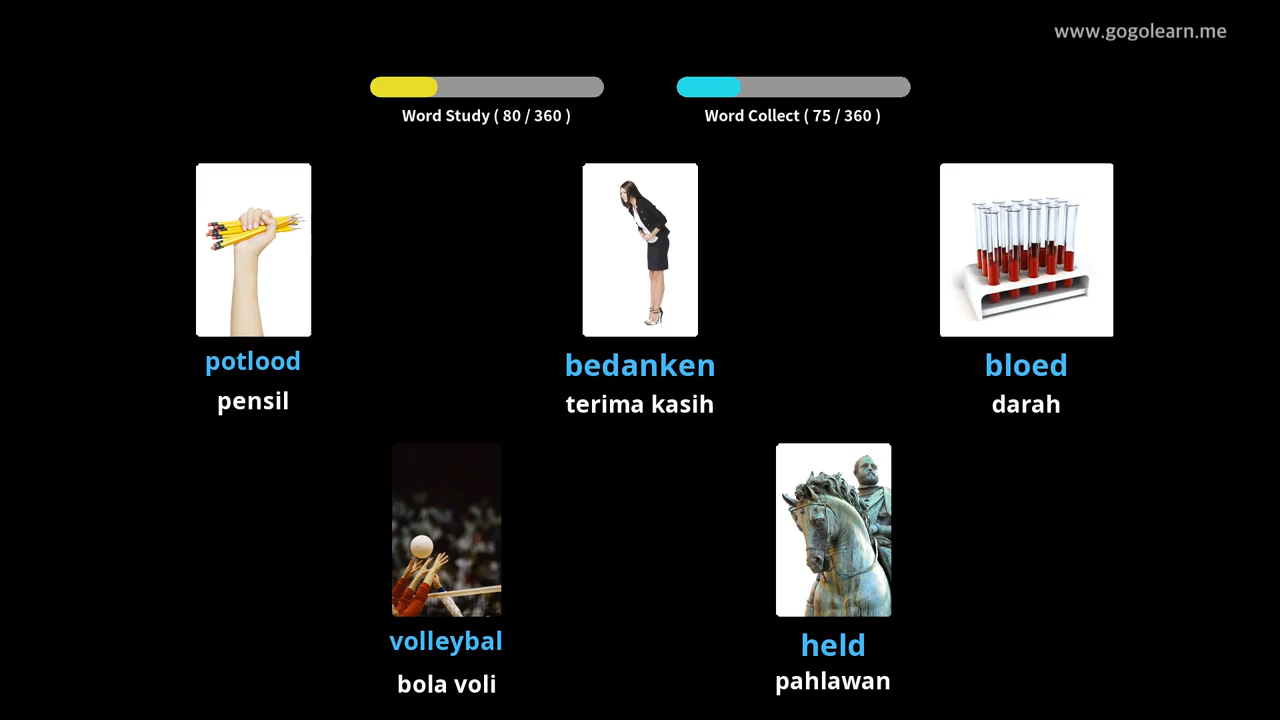 www.gogolearn.me
Word Study ( 80 / 360 )
Word Collect ( 75 / 360 )
potlood
pensil
bedanken
terima kasih
bloed
darah
volleybal
bola voli
held
pahlawan